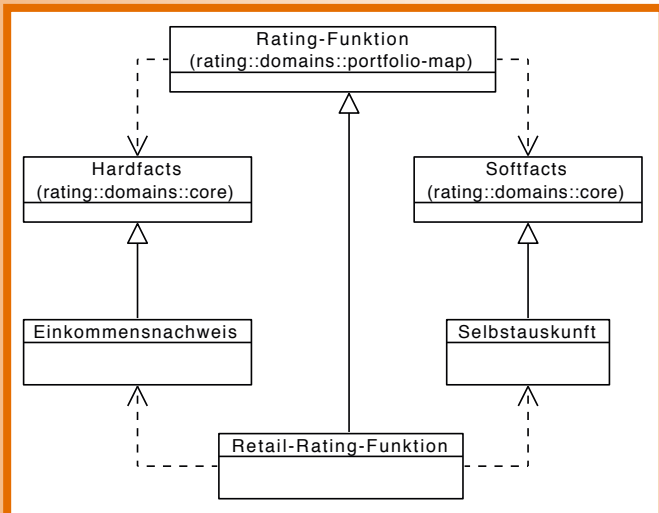 Rating-Funktion
(rating::domains::portfolio-map)
Hardfacts
(rating::domains::core)
Softfacts
(rating::domains::core)
Einkommensnachweis
Selbstauskunft
Retail-Rating-Funktion